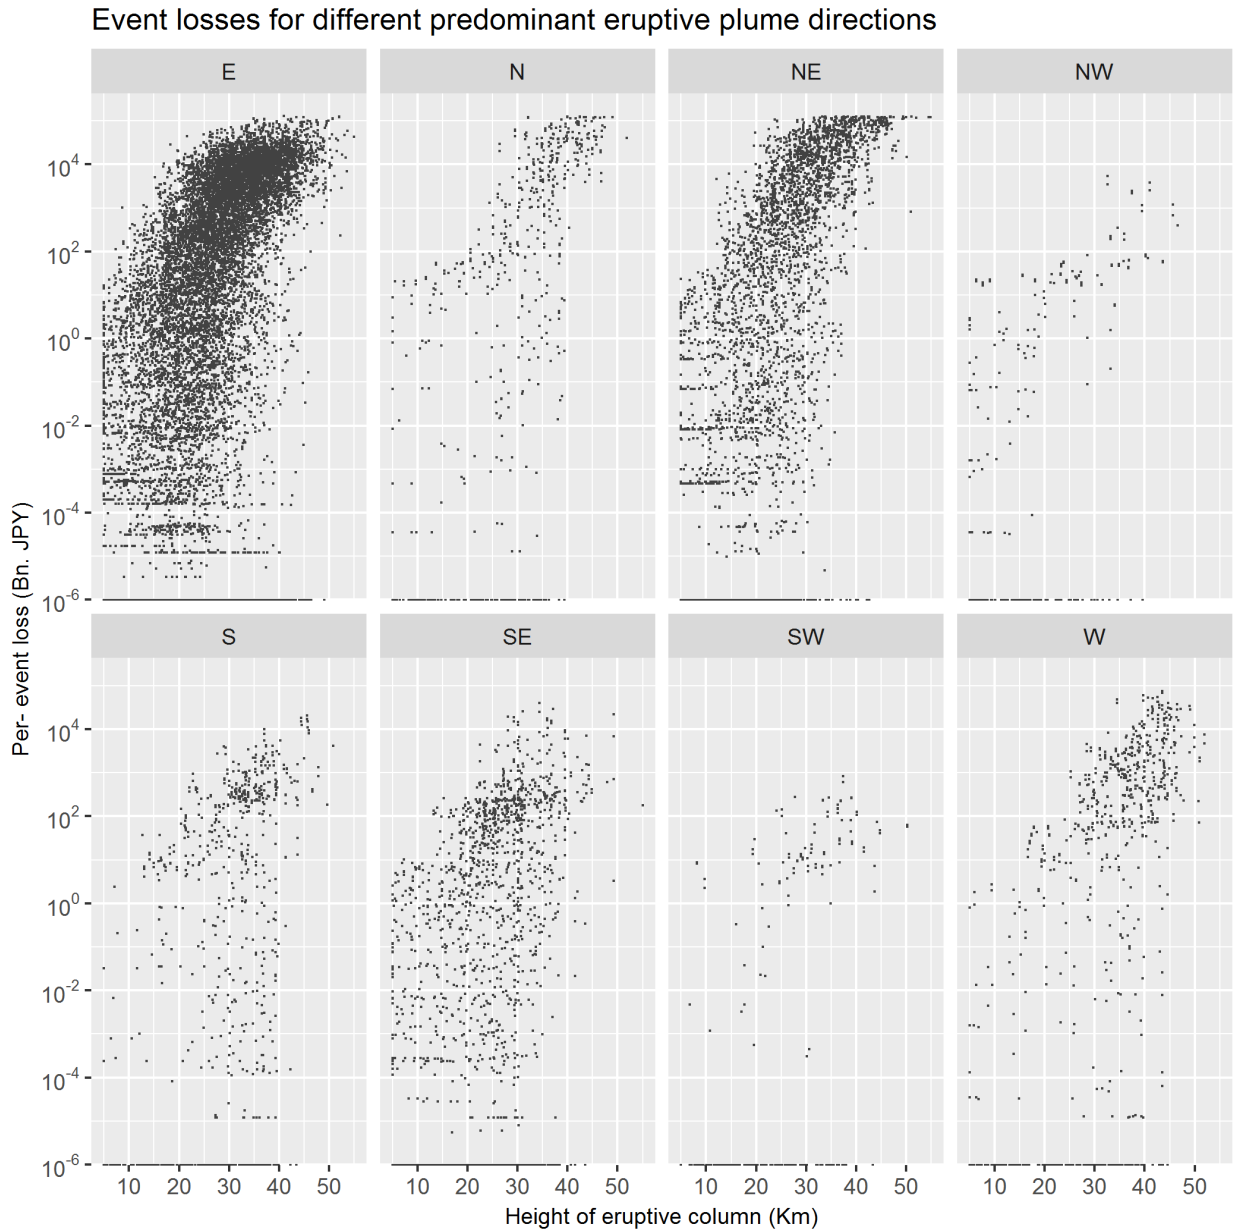 Event losses for different predominant eruptive plume directions
E N NE NW
10^4
10^2
10^0
10^-2
10^-4
10^-6
S SE SW W
10^4
10^2
10^0
10^-2
10^-4
10^-6
10 20 30 40 50 10 20 30 40 50 10 20 30 40 50 10 20 30 40 50
Height of eruptive column (Km)
Per- event loss (Bn. JPY)